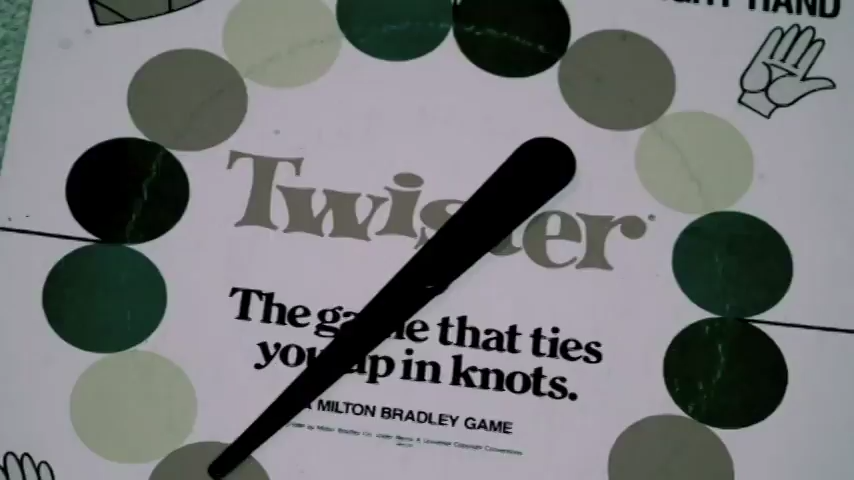 HAND
Twister
The game that ties
you up in knots.
A MILTON BRADLEY GAME